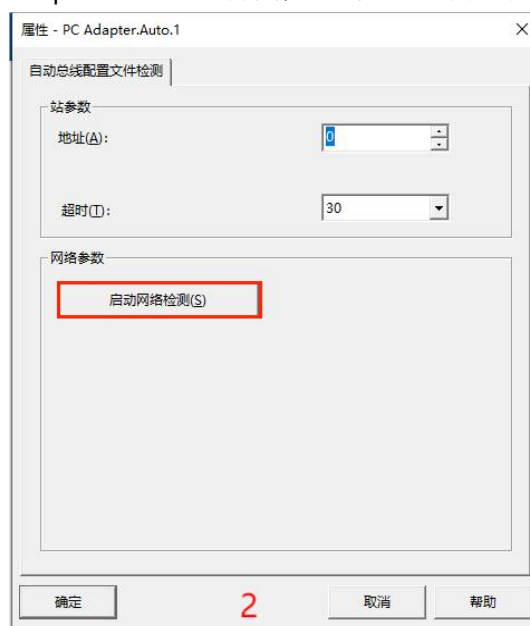 属性 - PC Adapter.Auto.1
自动总线配置文件检测
站参数
地址(A):
0
超时(T):
30
网络参数
启动网络检测(S)
确定
2
取消
帮助